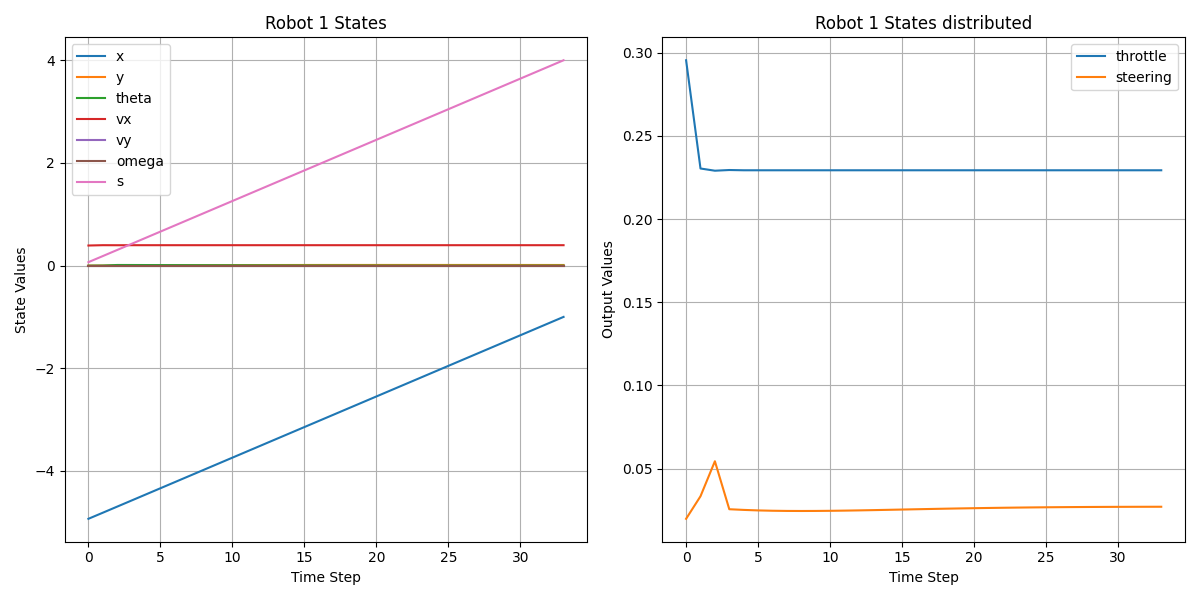 Robot 1 States
x
y
theta
vx
vy
omega
s
4
2
0
−2
−4
State Values
0 5 10 15 20 25 30
Time Step
Robot 1 States distributed
throttle
steering
0.30
0.25
0.20
0.15
0.10
0.05
Output Values
0 5 10 15 20 25 30
Time Step